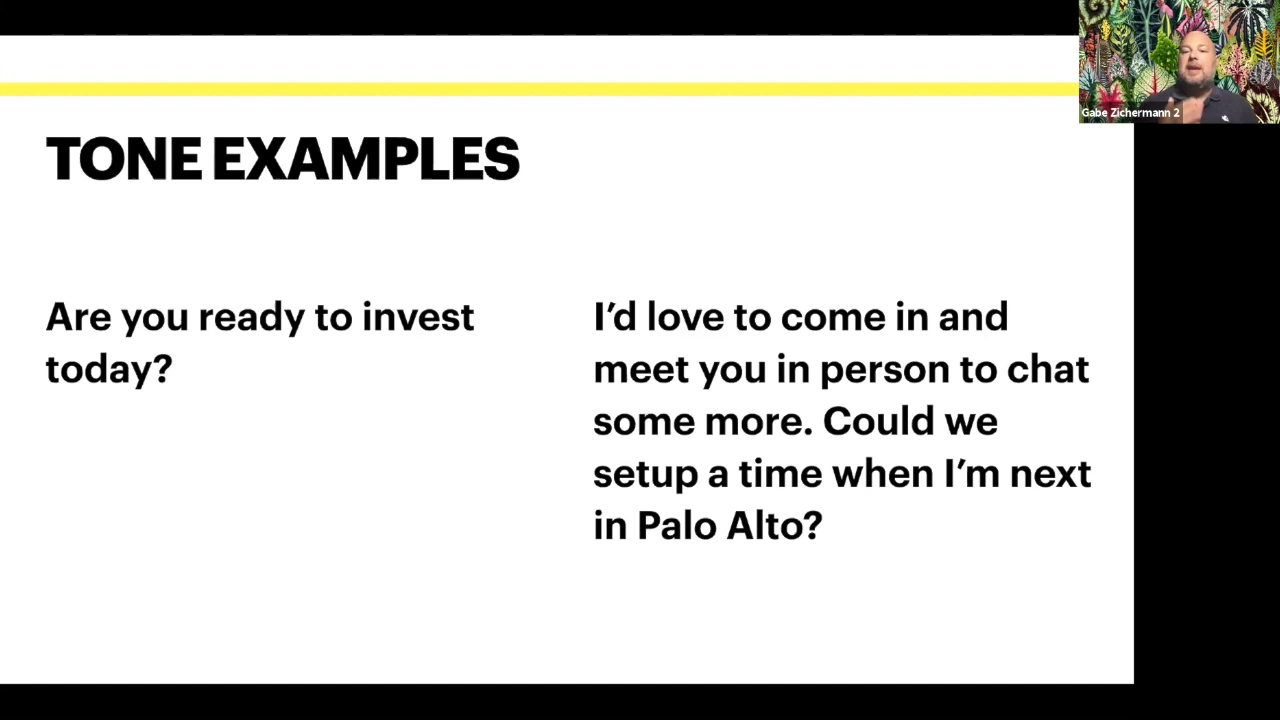 Gabe Zichermann 2
TONE EXAMPLES
Are you ready to invest
today?
I’d love to come in and
meet you in person to chat
some more. Could we
setup a time when I’m next
in Palo Alto?